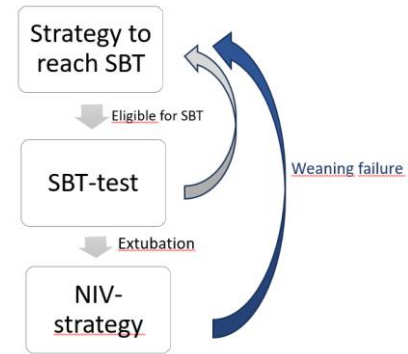 Strategy to
reach SBT
Eligible for SBT
SBT-test
Weaning failure
Extubation
NIV-
strategy